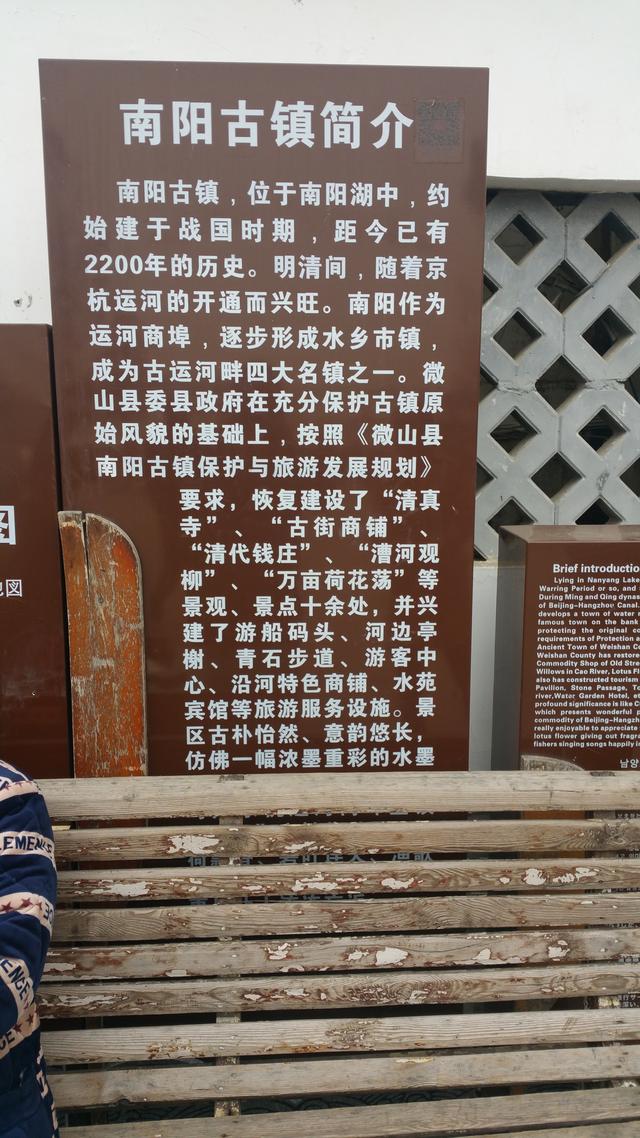 南阳古镇简介
南阳古镇，位于南阳湖中，约
始建于战国时期，距今已有
2200年的历史。明清间，随着京
杭运河的开通而兴旺。南阳作为
运河商埠，逐步形成水乡市镇，
成为古运河畔四大名镇之一。微
山县委县政府在充分保护古镇原
始风貌的基础上，按照《微山县
南阳古镇保护与旅游发展规划》
要求，恢复建设了“清真
寺”、“古街商铺”、
“清代钱庄”、“漕河观
柳”、“万亩荷花荡”等
景观、景点十余处，并兴
建了游船码头、河边亭
榭、青石步道、游客中
心、沿河特色商铺、水苑
宾馆等旅游服务设施。景
区古朴怡然、意韵悠长，
仿佛一幅浓墨重彩的水墨
图
Brief introductio
Lying in Nanyang Lake
Warring Period or so, and
During Ming and Qing dynas
of Beijing-Hangzhou Canal.
develops a town of water
famous town on the bank
protecting the original co
requirements of Protection a
Ancient Town of Weishan Co
Weishan County has restore
Commodity Shop of Old Stre
Willows in Cao River, Lotus Fl
also has constructed tourism
Pavilion, Stone Passage, To
river, Water Garden Hotel, et
profound significance is like C
which presents wonderful p
commodity of Beijing-Hangzho
really enjoyable to appreciate
lotus flower giving out fragra
fishers singing songs happily i
南阳
EMENCE